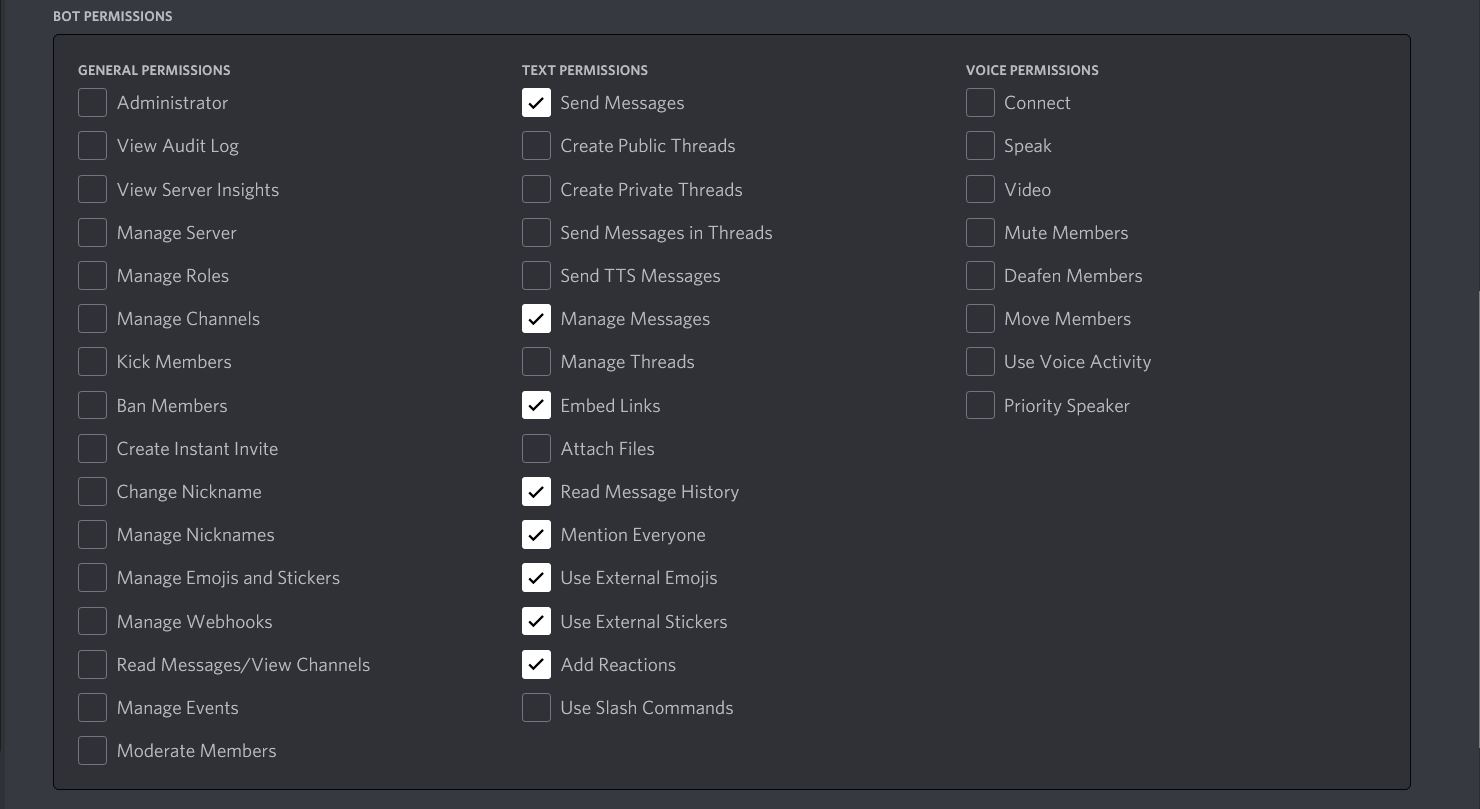 BOT PERMISSIONS
GENERAL PERMISSIONS
Administrator
View Audit Log
View Server Insights
Manage Server
Manage Roles
Manage Channels
Kick Members
Ban Members
Create Instant Invite
Change Nickname
Manage Nicknames
Manage Emojis and Stickers
Manage Webhooks
Read Messages/View Channels
Manage Events
Moderate Members
TEXT PERMISSIONS
Send Messages
Create Public Threads
Create Private Threads
Send Messages in Threads
Send TTS Messages
Manage Messages
Manage Threads
Embed Links
Attach Files
Read Message History
Mention Everyone
Use External Emojis
Use External Stickers
Add Reactions
Use Slash Commands
VOICE PERMISSIONS
Connect
Speak
Video
Mute Members
Deafen Members
Move Members
Use Voice Activity
Priority Speaker